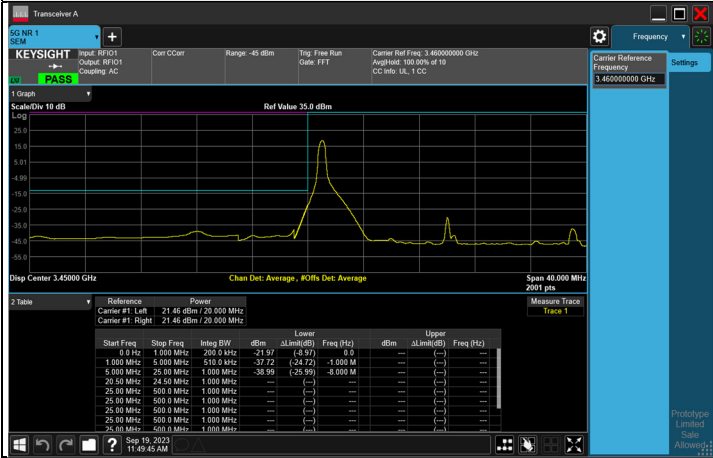 Transceiver A
5G NR 1
SEM
Frequency
KEYSIGHT
LXI
PASS
Input: RFIO1
Output: RFIO1
Coupling: AC
Corr CCorr
Range: -45 dBm
Trig: Free Run
Gate: FFT
Carrier Ref Freq: 3.460000000 GHz
Avg|Hold: 100.00% of 10
CC Info: UL, 1 CC
Carrier Reference
Frequency
3.460000000 GHz
Settings
1 Graph
Scale/Div 10 dB
Ref Value 35.0 dBm
Log
25.0
15.0
5.01
-4.99
-15.0
-25.0
-35.0
-45.0
-55.0
Disp Center 3.45000 GHz
Chan Det: Average , #Offs Det: Average
Span 40.000 MHz
2001 pts
2 Table
Reference Power
Carrier #1: Left 21.46 dBm / 20.000 MHz
Carrier #1: Right 21.46 dBm / 20.000 MHz
Measure Trace
Trace 1
Lower Upper
Start Freq Stop Freq Integ BW dBm ΔLimit(dB) Freq (Hz) dBm ΔLimit(dB) Freq (Hz)
0.0 Hz 1.000 MHz 200.0 kHz -21.97 (-8.97) 0.0 --- (---) ---
1.000 MHz 5.000 MHz 510.0 kHz -37.72 (-24.72) -1.000 M --- (---) ---
5.000 MHz 25.00 MHz 1.000 MHz -38.99 (-25.99) -8.000 M --- (---) ---
20.50 MHz 24.50 MHz 1.000 MHz --- (---) --- --- (---) ---
25.00 MHz 500.0 MHz 1.000 MHz --- (---) --- --- (---) ---
25.00 MHz 500.0 MHz 1.000 MHz --- (---) --- --- (---) ---
25.00 MHz 500.0 MHz 1.000 MHz --- (---) --- --- (---) ---
25.00 MHz 500.0 MHz 1.000 MHz --- (---) --- --- (---) ---
25.00 MHz 500.0 MHz 1.000 MHz --- (---) --- --- (---) ---
Prototype
Limited
Sale
Allowed
?
Sep 19, 2023
11:49:45 AM